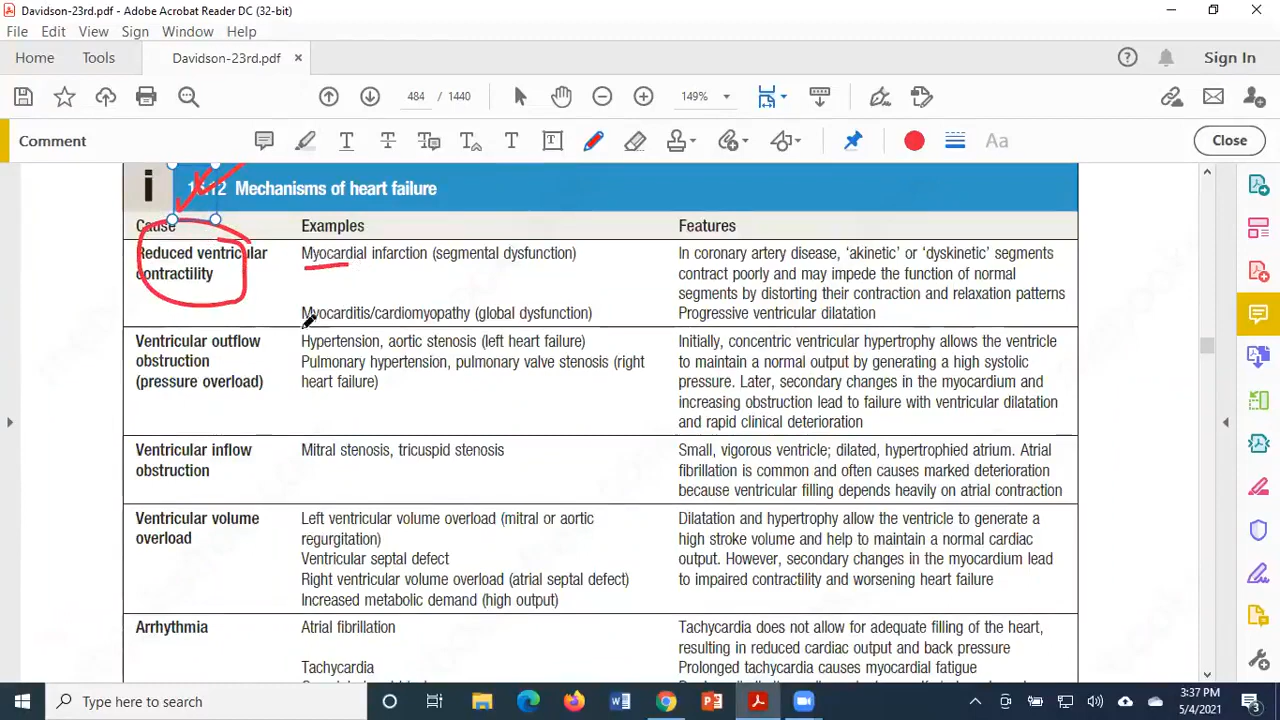 Davidson-23rd.pdf - Adobe Acrobat Reader DC (32-bit)
File Edit View Sign Window Help
Home Tools Davidson-23rd.pdf × Sign In
484 / 1440 149%
Comment Aa Close
Mechanisms of heart failure
Cause Examples Features
Reduced ventricular Myocardial infarction (segmental dysfunction) In coronary artery disease, ‘akinetic’ or ‘dyskinetic’ segments
contractility contract poorly and may impede the function of normal
segments by distorting their contraction and relaxation patterns
Myocarditis/cardiomyopathy (global dysfunction) Progressive ventricular dilatation
Ventricular outflow Hypertension, aortic stenosis (left heart failure) Initially, concentric ventricular hypertrophy allows the ventricle
obstruction Pulmonary hypertension, pulmonary valve stenosis (right to maintain a normal output by generating a high systolic
(pressure overload) heart failure) pressure. Later, secondary changes in the myocardium and
increasing obstruction lead to failure with ventricular dilatation
and rapid clinical deterioration
Ventricular inflow Mitral stenosis, tricuspid stenosis Small, vigorous ventricle; dilated, hypertrophied atrium. Atrial
obstruction fibrillation is common and often causes marked deterioration
because ventricular filling depends heavily on atrial contraction
Ventricular volume Left ventricular volume overload (mitral or aortic Dilatation and hypertrophy allow the ventricle to generate a
overload regurgitation) high stroke volume and help to maintain a normal cardiac
Ventricular septal defect output. However, secondary changes in the myocardium lead
Right ventricular volume overload (atrial septal defect) to impaired contractility and worsening heart failure
Increased metabolic demand (high output)
Arrhythmia Atrial fibrillation Tachycardia does not allow for adequate filling of the heart,
resulting in reduced cardiac output and back pressure
Tachycardia Prolonged tachycardia causes myocardial fatigue
Type here to search 3:37 PM
5/4/2021